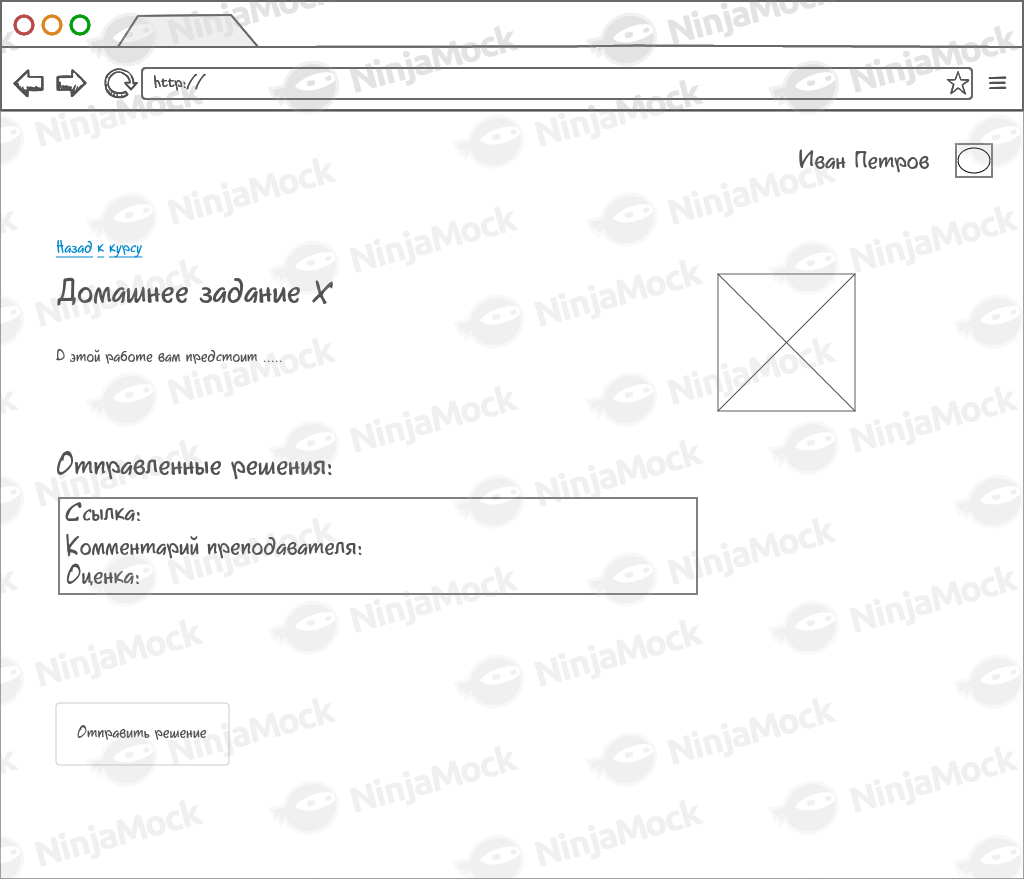 http://
Иван Петров
Назад к курсу
Домашнее задание X
D этой работе вам предстоит .....
Отправленные решения:
Ссылка:
Комментарий преподавателя:
Оценка:
Отправить решение
NinjaMock